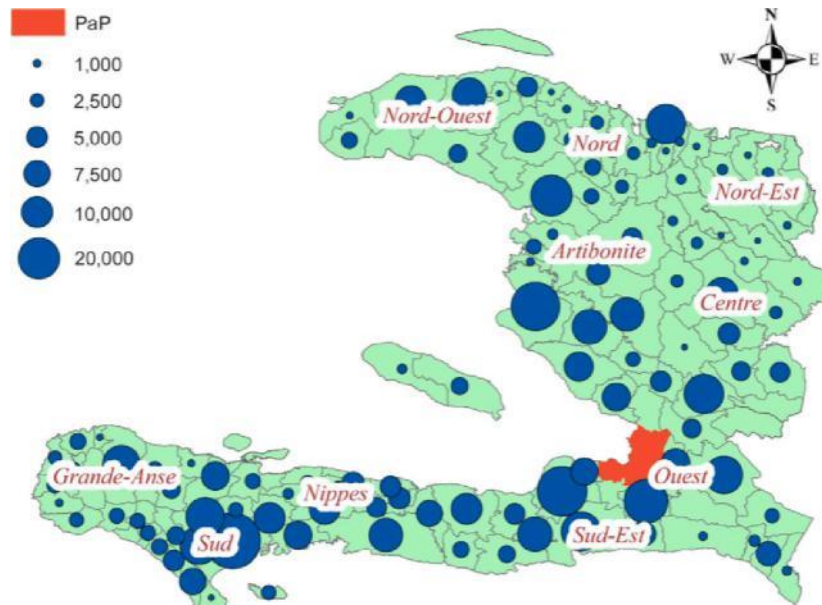 PaP
1,000
2,500
5,000
7,500
10,000
20,000
N
W E
S
Nord-Ouest
Nord
Nord-Est
Artibonite
Centre
Grande-Anse
Nippes
Ouest
Sud
Sud-Est